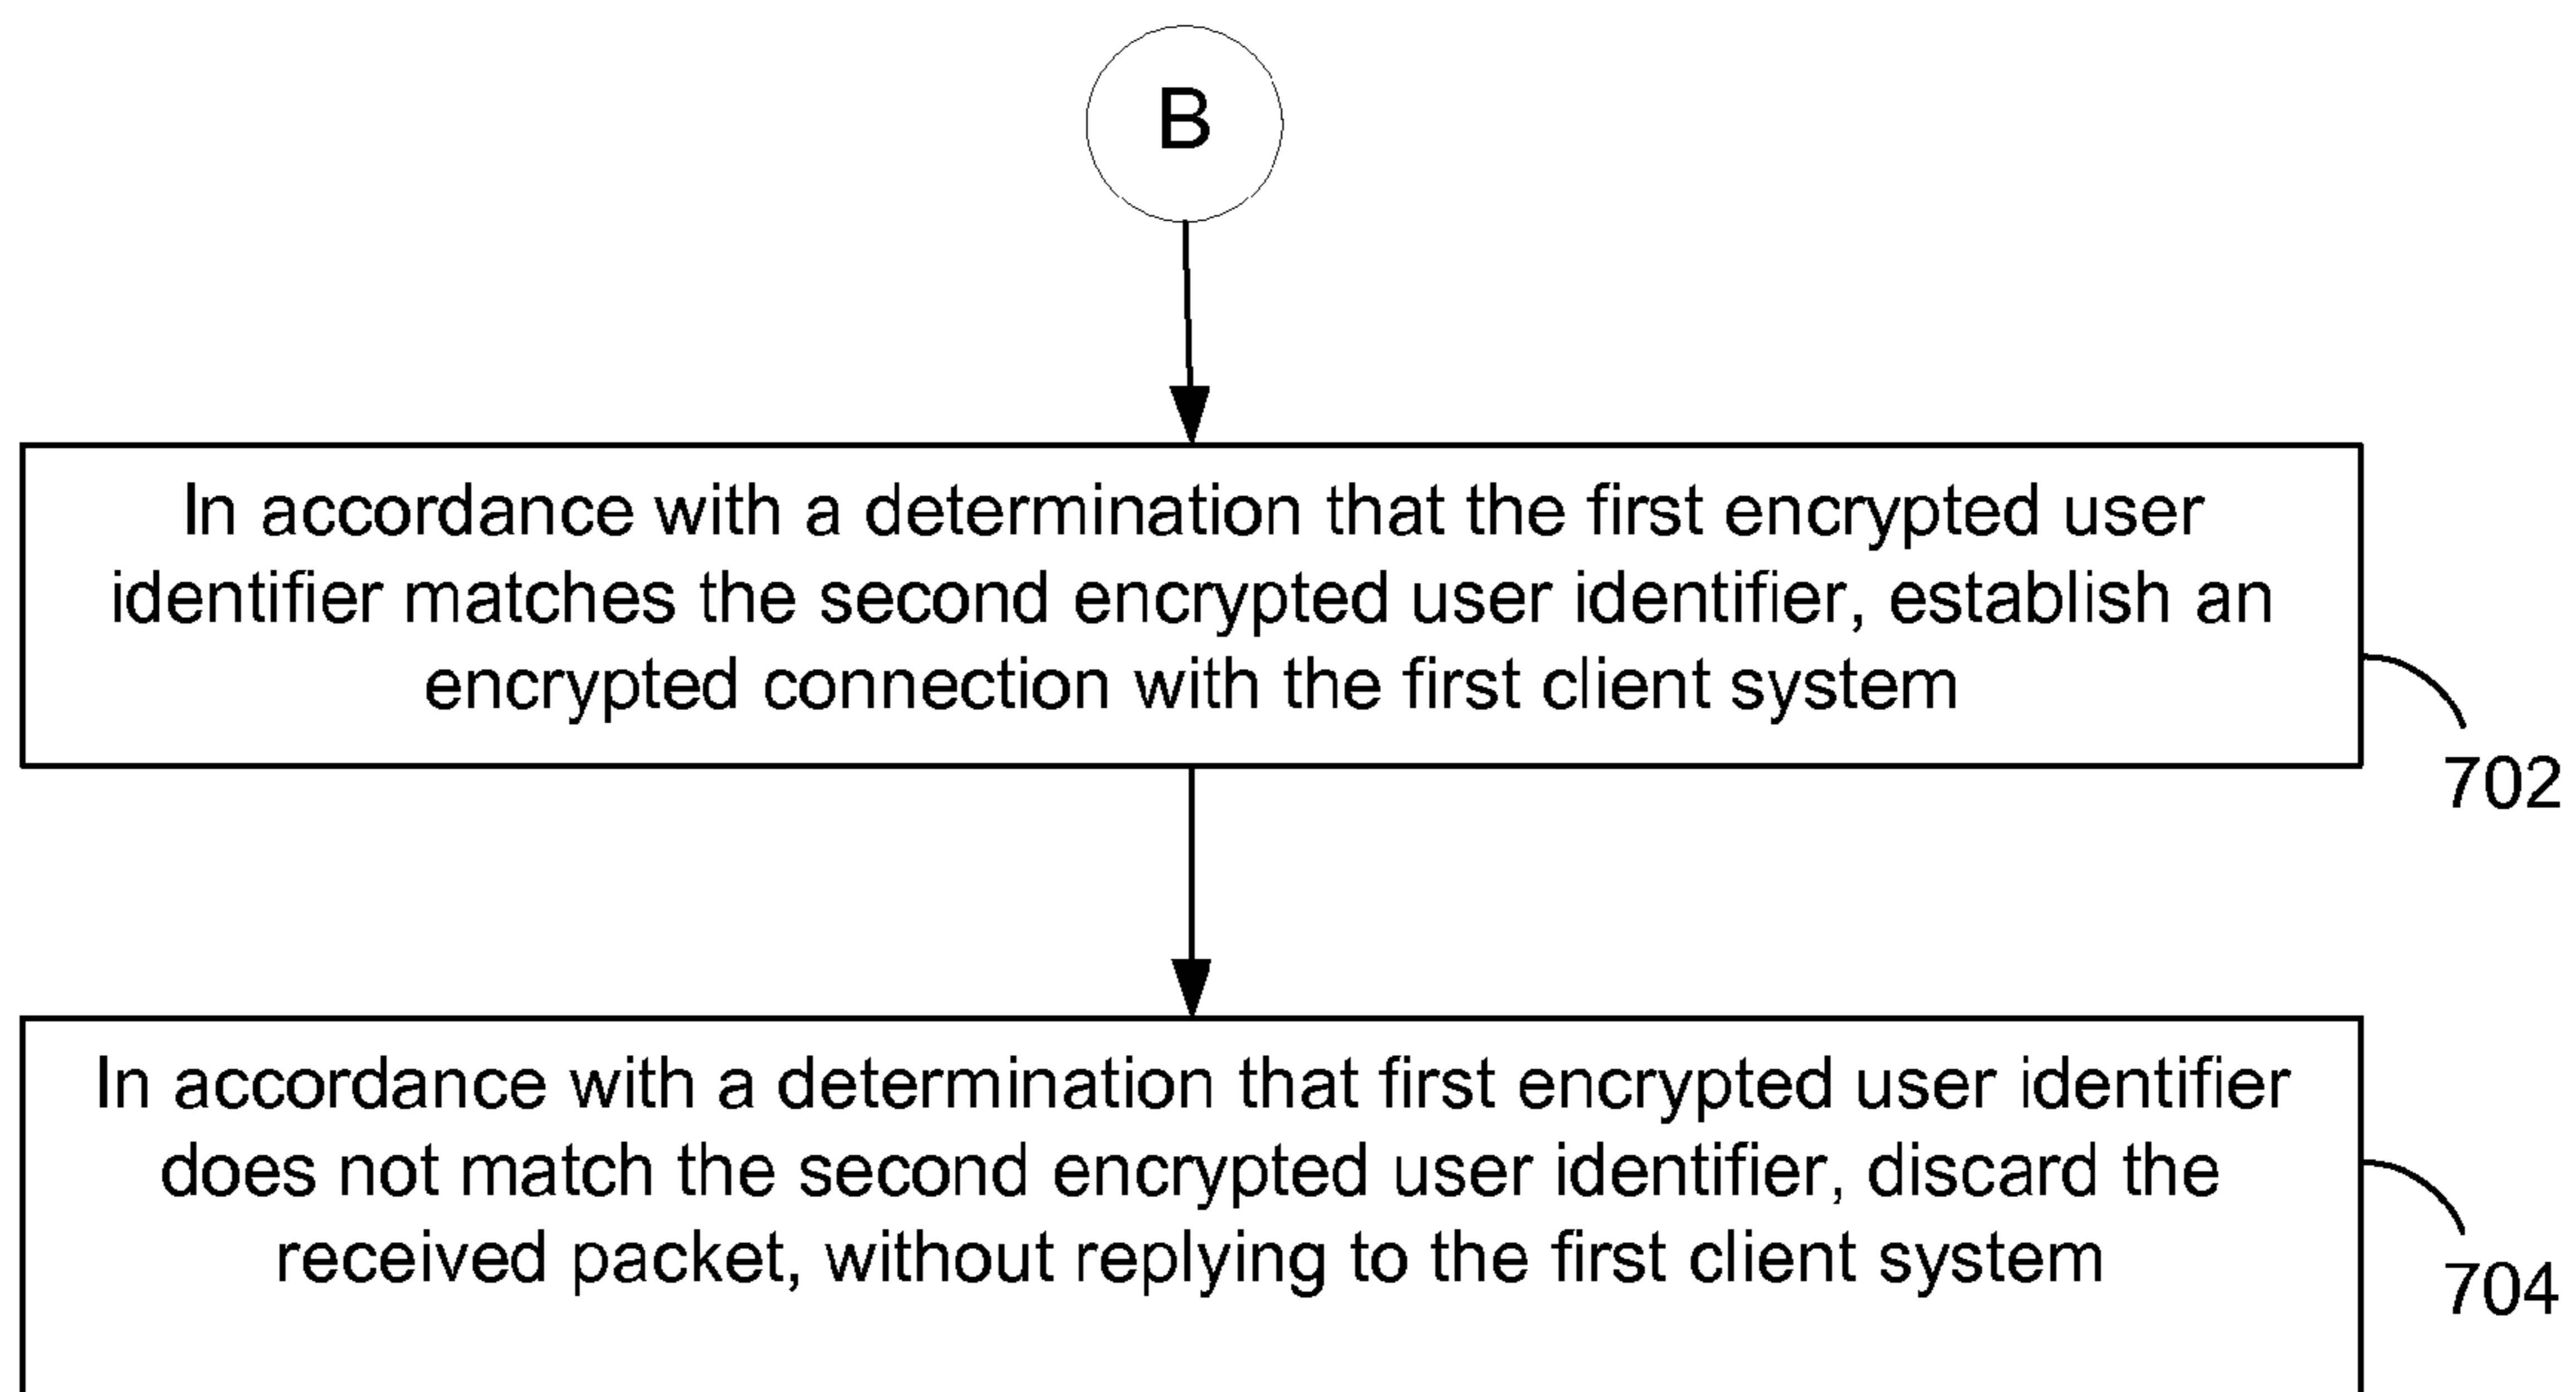 B
In accordance with a determination that the first encrypted user
identifier matches the second encrypted user identifier, establish an
encrypted connection with the first client system
702
In accordance with a determination that first encrypted user identifier
does not match the second encrypted user identifier, discard the
received packet, without replying to the first client system
704